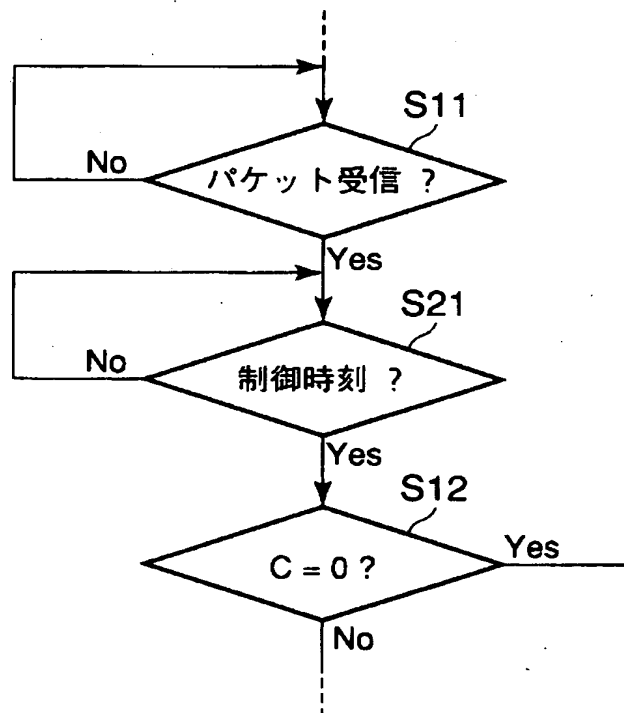 S11
No
パケット受信 ?
Yes
S21
No
制御時刻 ?
Yes
S12
Yes
C = 0 ?
No